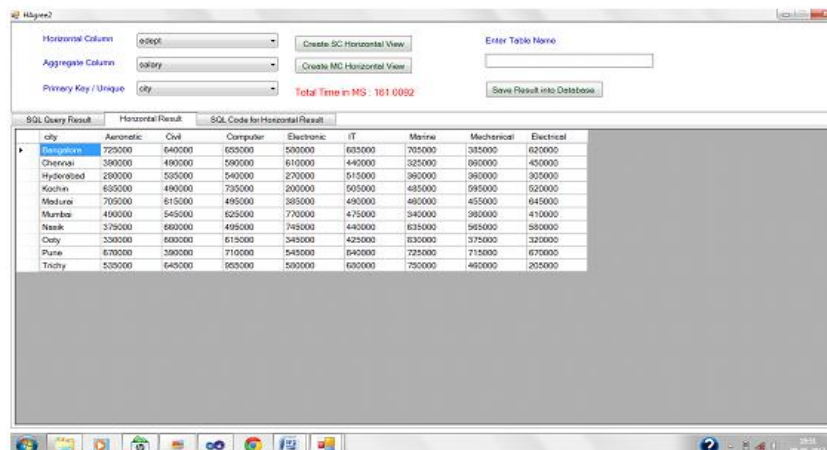 HAgree2
Horizontal Column edept Create SC Horizontal View Enter Table Name
Aggregate Column salary Create MC Horizontal View
Primary Key / Unique city Total Time in MS : 161.0092 Save Result into Database
SQL Query Result Horizontal Result SQL Code for Horizontal Result
city Aeronatic Civil Computer Electronic IT Marine Mechanical Electrical
Bangalore 725000 640000 655000 580000 685000 705000 385000 620000
Chennai 390000 490000 590000 610000 440000 325000 860000 450000
Hyderabad 280000 535000 540000 270000 515000 360000 360000 305000
Kochin 635000 490000 735000 200000 505000 485000 595000 520000
Madurai 705000 615000 495000 385000 490000 460000 455000 645000
Mumbai 490000 545000 625000 770000 475000 340000 380000 410000
Nasik 375000 660000 495000 745000 440000 635000 565000 580000
Ooty 330000 600000 615000 345000 425000 630000 375000 320000
Pune 670000 390000 710000 545000 640000 725000 715000 670000
Trichy 535000 645000 955000 580000 680000 750000 460000 205000